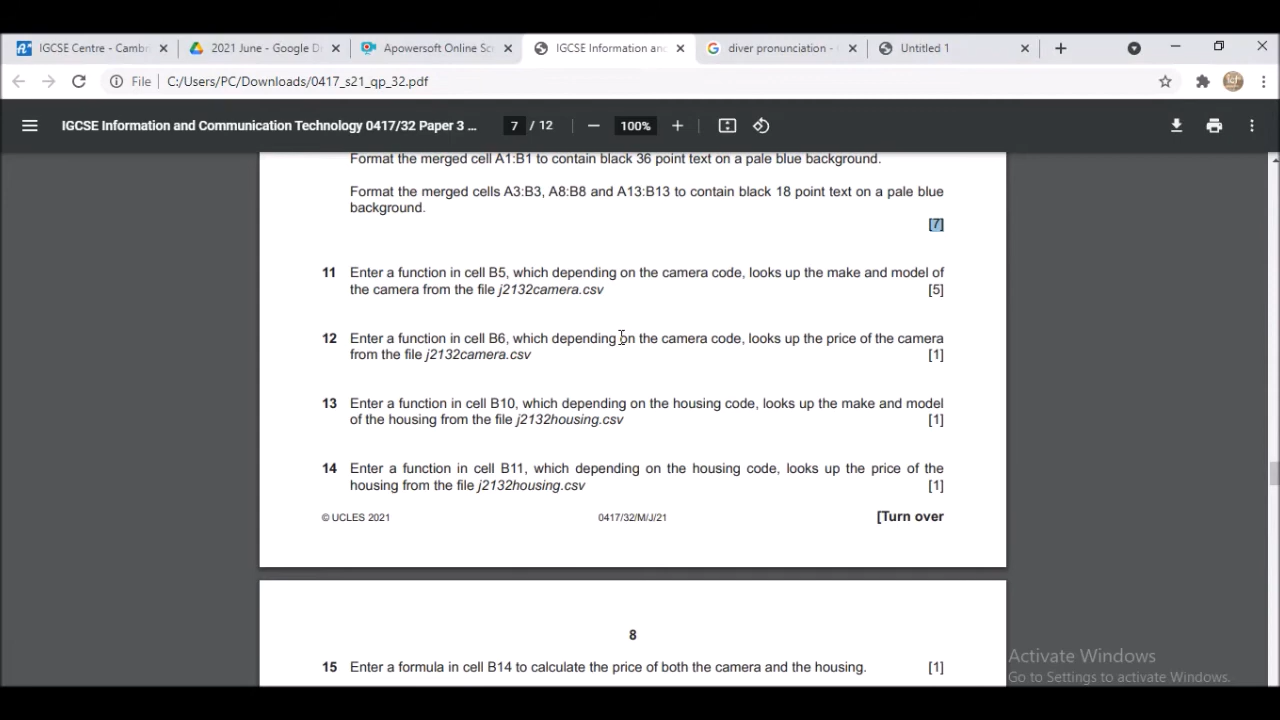 IGCSE Centre - Cambr
2021 June - Google D
Apowersoft Online Scr
IGCSE Information and
diver pronunciation -
Untitled 1
File
C:/Users/PC/Downloads/0417_s21_qp_32.pdf
IGCSE Information and Communication Technology 0417/32 Paper 3 ...
7 / 12
100%
Format the merged cell A1:B1 to contain black 36 point text on a pale blue background.
Format the merged cells A3:B3, A8:B8 and A13:B13 to contain black 18 point text on a pale blue
background.
[7]
11 Enter a function in cell B5, which depending on the camera code, looks up the make and model of
the camera from the file j2132camera.csv [5]
12 Enter a function in cell B6, which depending on the camera code, looks up the price of the camera
from the file j2132camera.csv [1]
13 Enter a function in cell B10, which depending on the housing code, looks up the make and model
of the housing from the file j2132housing.csv [1]
14 Enter a function in cell B11, which depending on the housing code, looks up the price of the
housing from the file j2132housing.csv [1]
© UCLES 2021 0417/32/M/J/21 [Turn over
8
15 Enter a formula in cell B14 to calculate the price of both the camera and the housing. [1]
Activate Windows
Go to Settings to activate Windows.